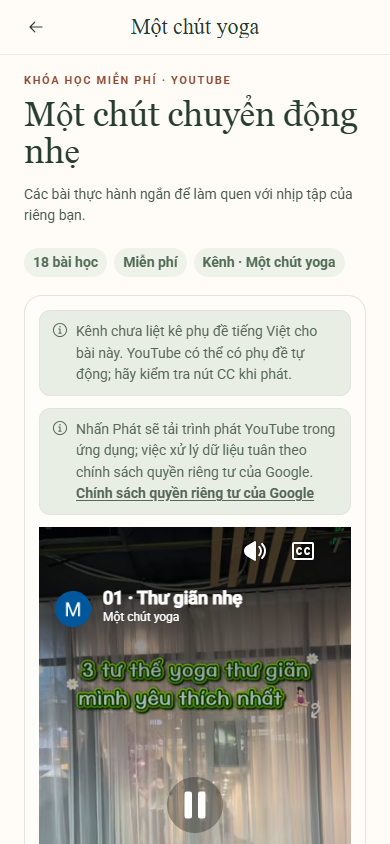 Một chút yoga
KHÓA HỌC MIỄN PHÍ · YOUTUBE
Một chút chuyển động
nhẹ
Các bài thực hành ngắn để làm quen với nhịp tập của
riêng bạn.
18 bài học
Miễn phí
Kênh · Một chút yoga
Kênh chưa liệt kê phụ đề tiếng Việt cho
bài này. YouTube có thể có phụ đề tự
động; hãy kiểm tra nút CC khi phát.
Nhấn Phát sẽ tải trình phát YouTube trong
ứng dụng; việc xử lý dữ liệu tuân theo
chính sách quyền riêng tư của Google.
Chính sách quyền riêng tư của Google
CC
M
01 · Thư giãn nhẹ
Một chút yoga
3 tư thế yoga thư giãn
mình yêu thích nhất